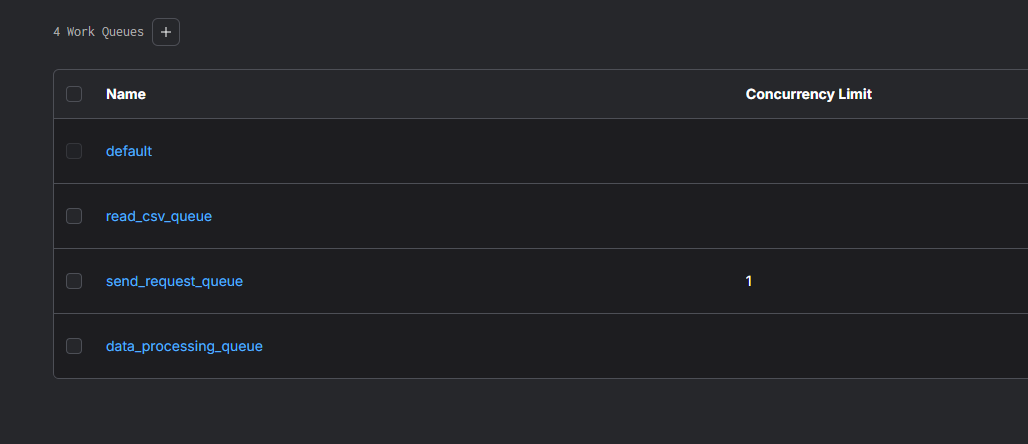 4 Work Queues +
Name Concurrency Limit
default
read_csv_queue
send_request_queue 1
data_processing_queue